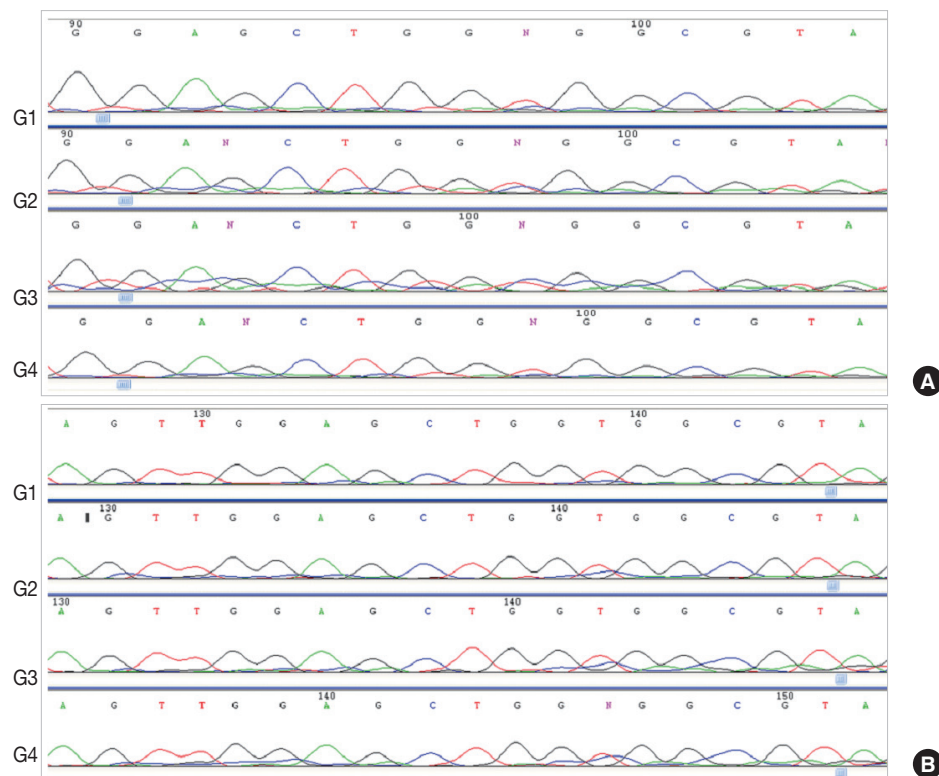 90 100
G G A G C T G G N G G C G T A
G1
90 100
G G A N C T G G N G G C G T A
G2
100
G G A N C T G G N G G C G T A
G3
100
G G A N C T G G N G G C G T A
G4
A
130 140
A G T T G G A G C T G G T G G C G T A
G1
130 140
A G T T G G A G C T G G T G G C G T A
G2
130 140
A G T T G G A G C T G G T G G C G T A
G3
140 150
A G T T G G A G C T G G N G G C G T A
G4
B